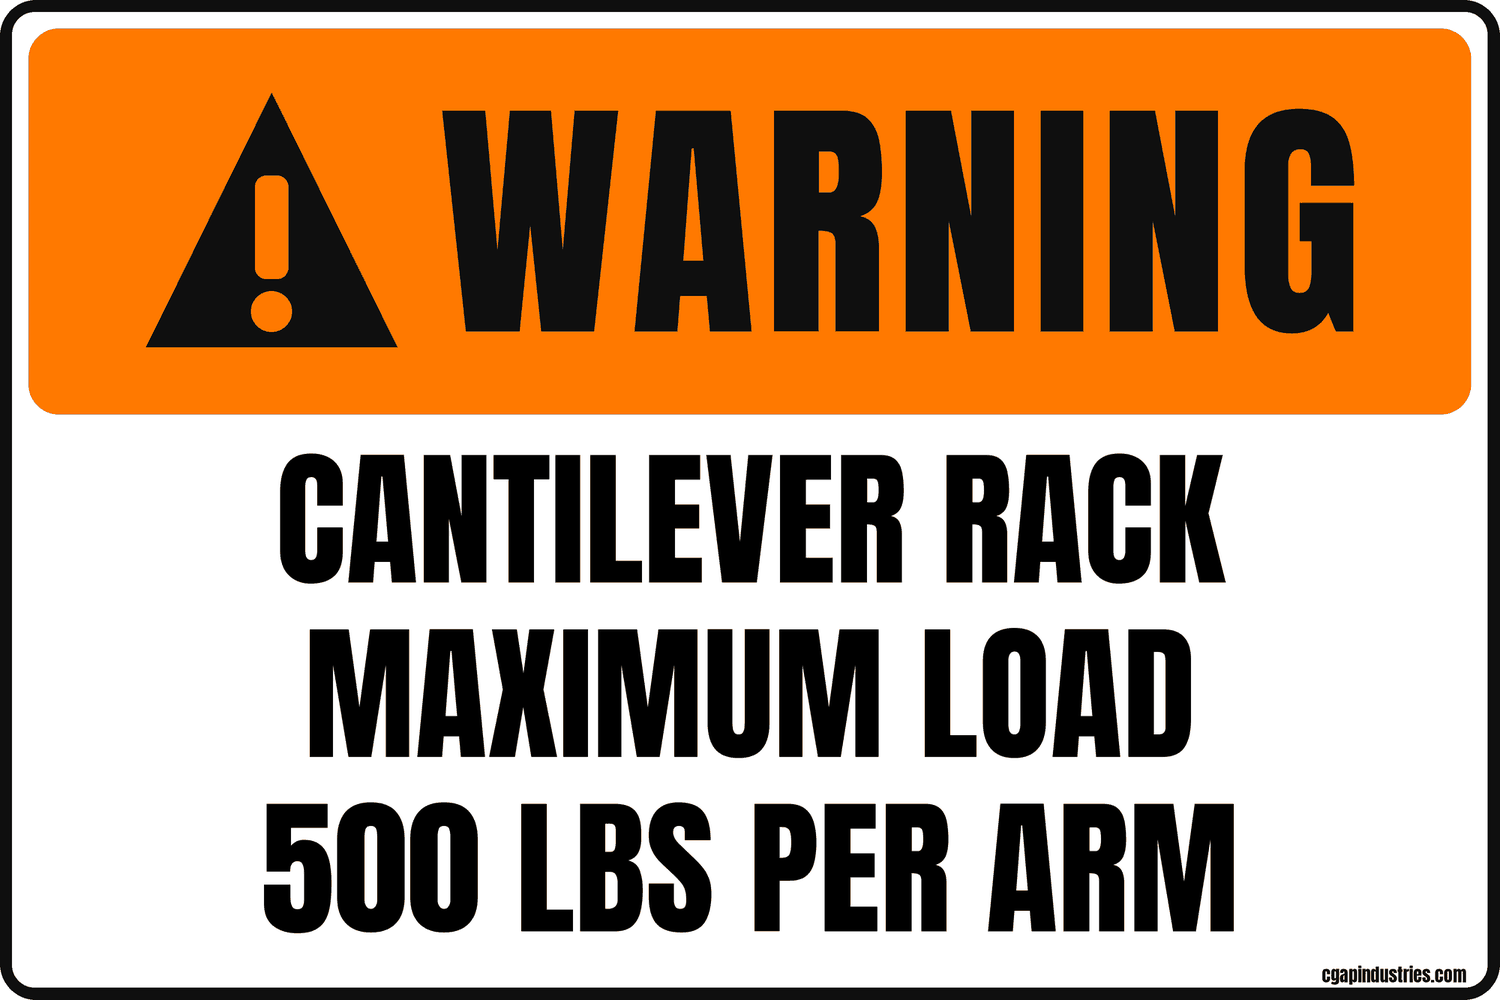 WARNING
CANTILEVER RACK
MAXIMUM LOAD
500 LBS PER ARM
cgapindustries.com